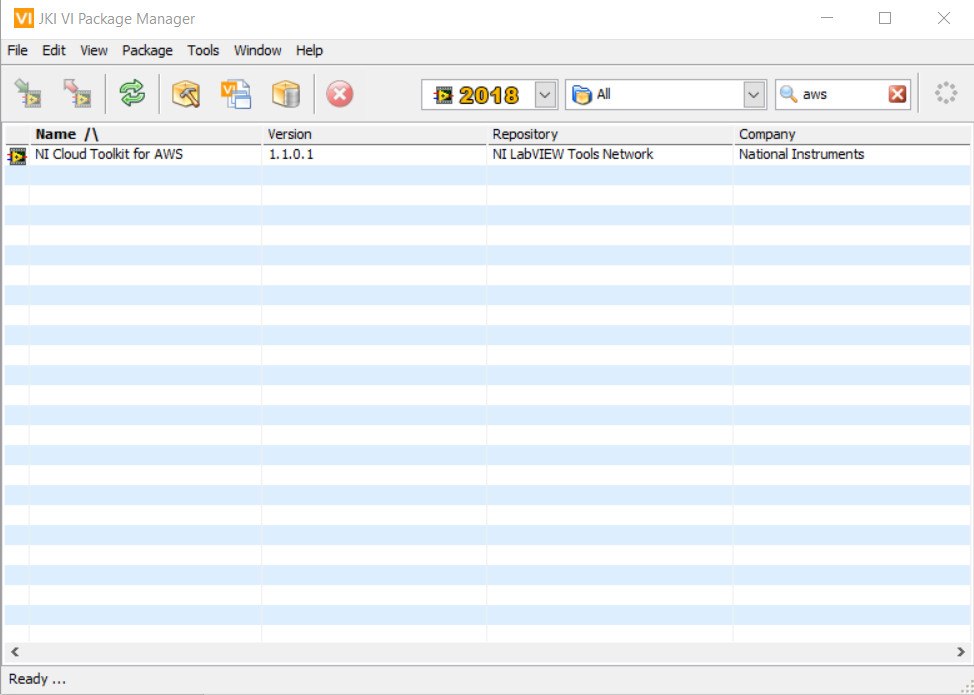 VI JKI VI Package Manager
File Edit View Package Tools Window Help
VI 2018 All aws
Name /\ Version Repository Company
NI Cloud Toolkit for AWS 1.1.0.1 NI LabVIEW Tools Network National Instruments
Ready ...